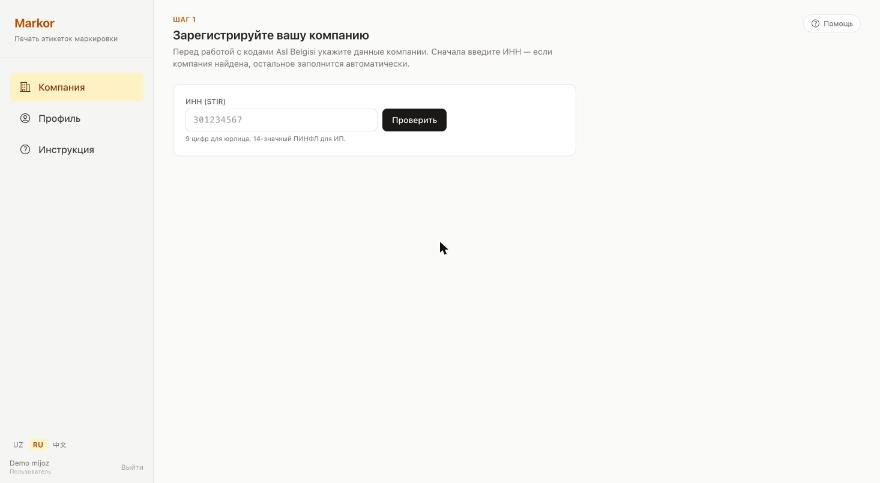 Markor
Печать этикеток маркировки
Компания
Профиль
Инструкция
UZ RU 中文
Demo mijoz
Пользователь
Выйти
ШАГ 1
Зарегистрируйте вашу компанию
Перед работой с кодами Asl Belgisi укажите данные компании. Сначала введите ИНН — если
компания найдена, остальное заполнится автоматически.
ИНН (STIR)
301234567
Проверить
9 цифр для юрлица, 14-значный ПИНФЛ для ИП.
Помощь